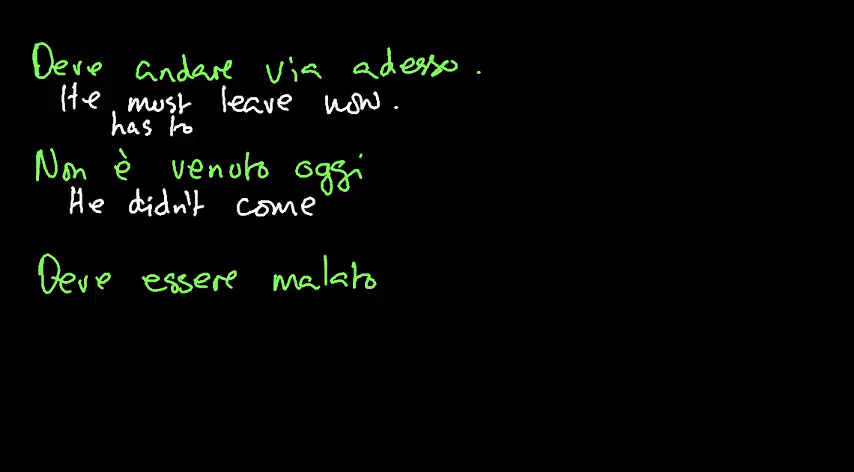 Deve andare via adesso.
He must leave now.
has to
Non è venuto oggi
He didn't come
Deve essere malato